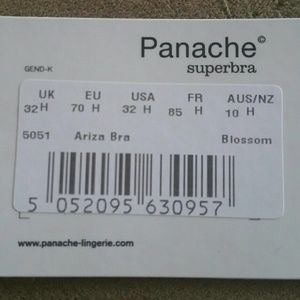 Panache©
superbra
GEND-K
UK EU USA FR AUS/NZ
32H 70 H 32 H 85 H 10 H
5051 Ariza Bra Blossom
5 052095 630957
www.panache-lingerie.com